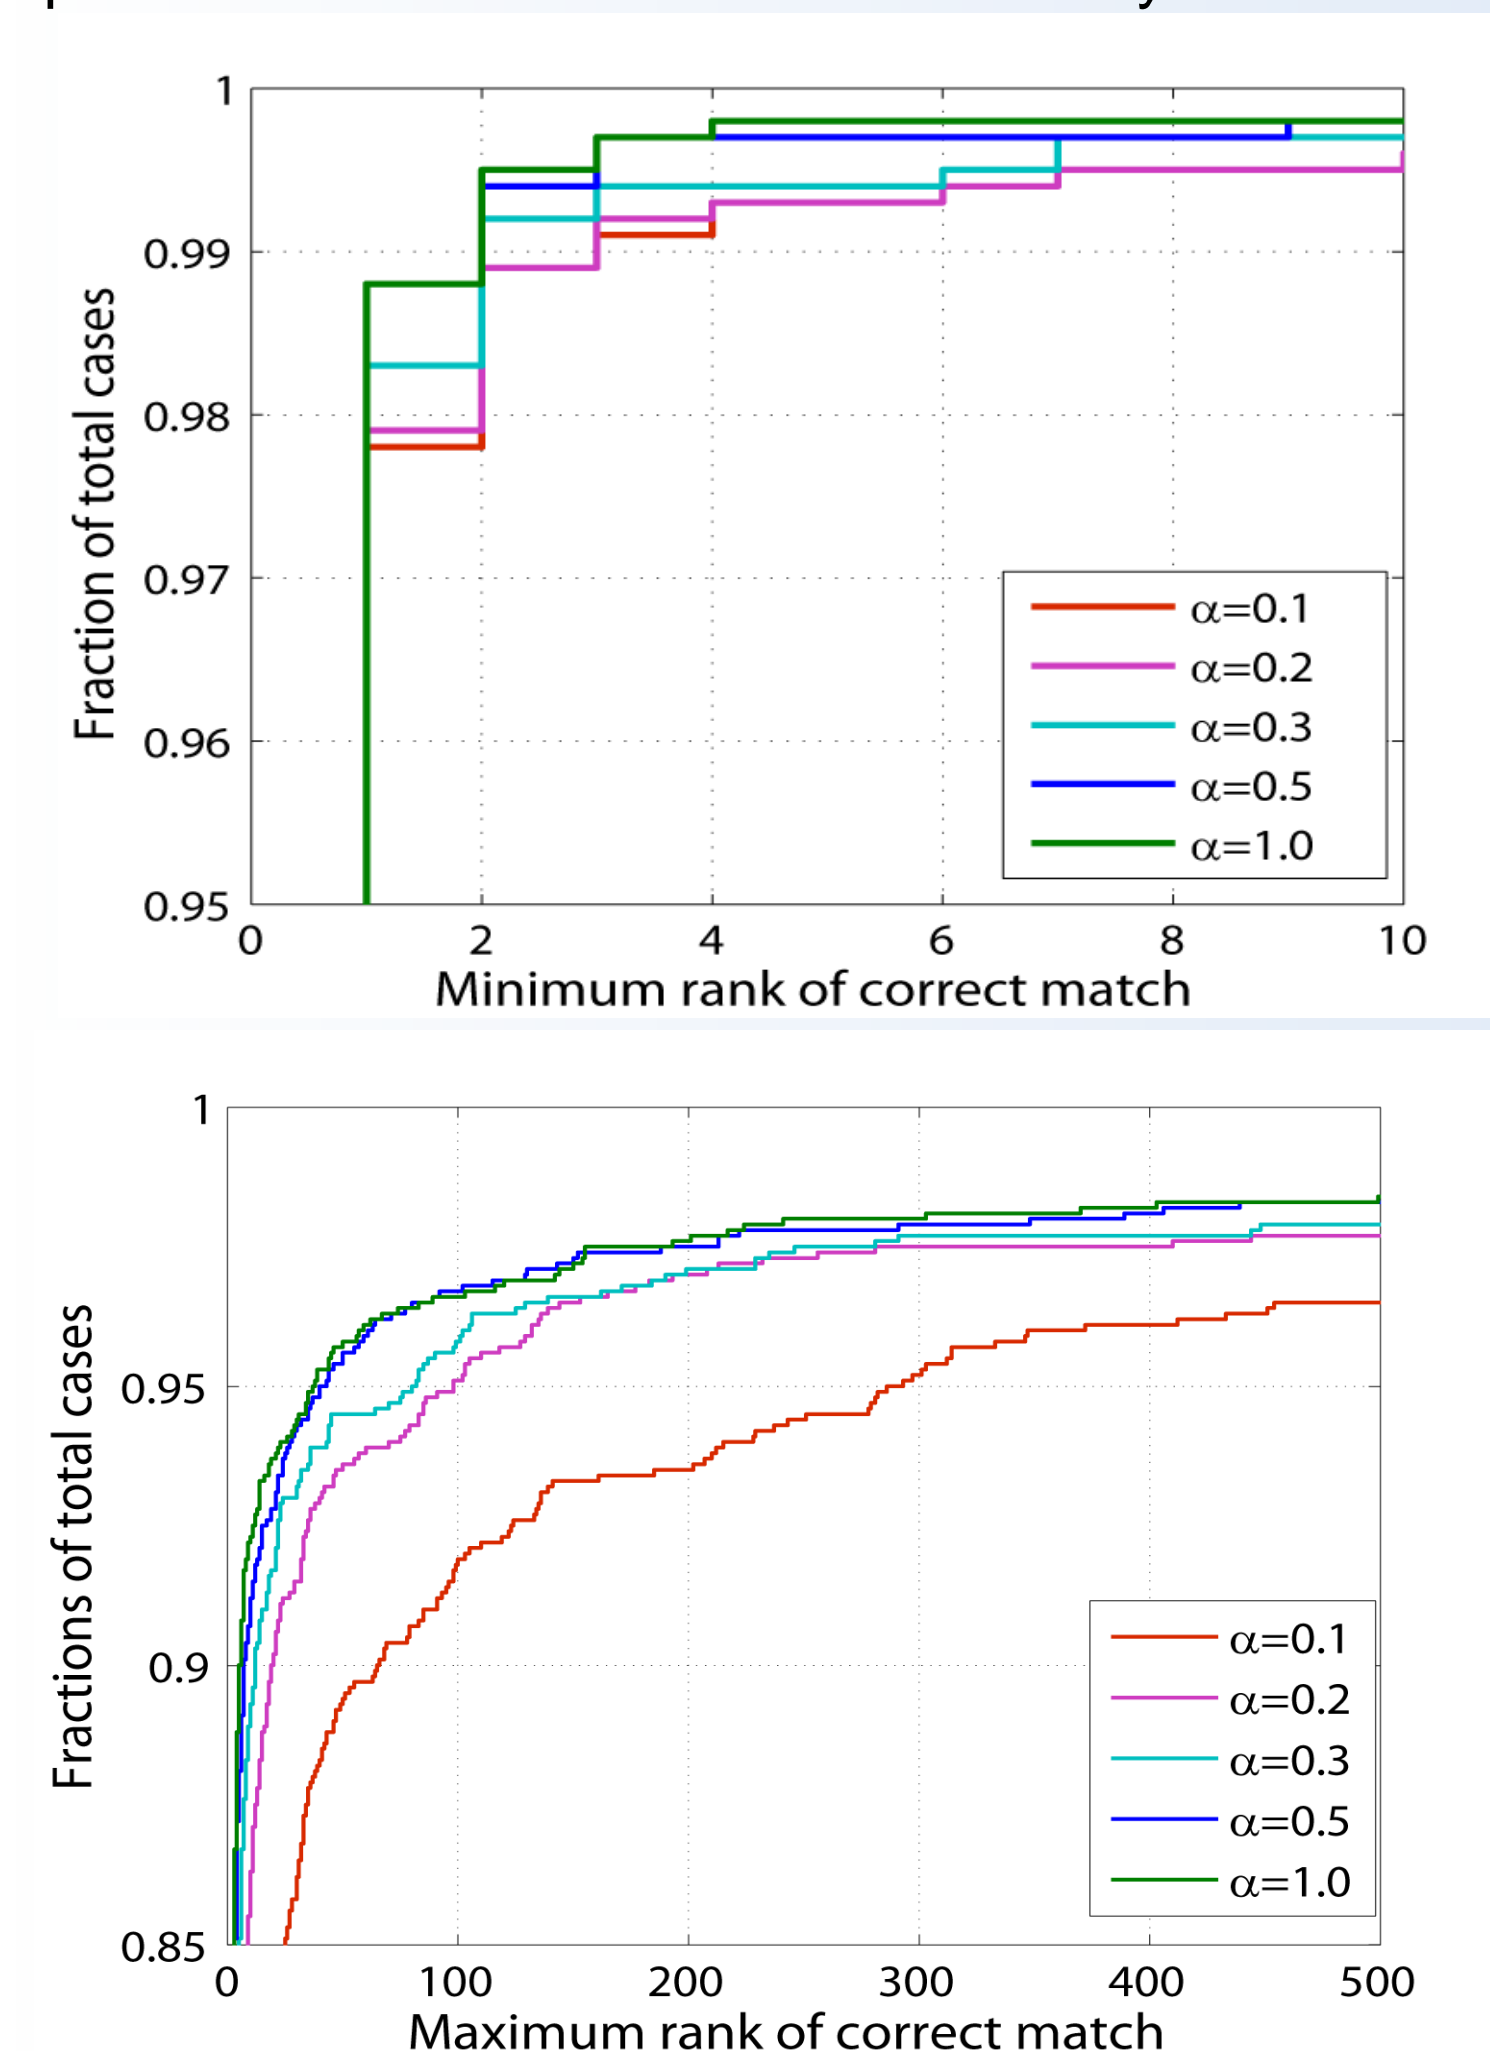 1
0.99
0.98
0.97
0.96
0.95
Fraction of total cases
α=0.1
α=0.2
α=0.3
α=0.5
α=1.0
0 2 4 6 8 10
Minimum rank of correct match
1
0.95
0.9
0.85
Fractions of total cases
α=0.1
α=0.2
α=0.3
α=0.5
α=1.0
0 100 200 300 400 500
Maximum rank of correct match